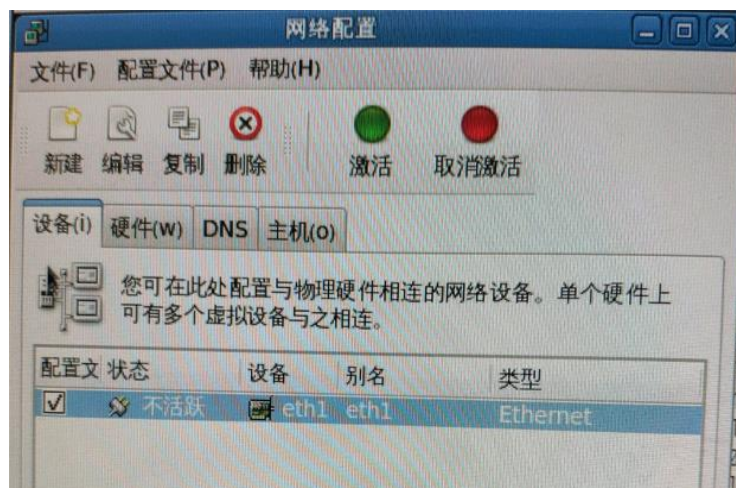 网络配置
文件(F) 配置文件(P) 帮助(H)
新建 编辑 复制 删除 激活 取消激活
设备(i) 硬件(w) DNS 主机(o)
您可在此处配置与物理硬件相连的网络设备。单个硬件上
可有多个虚拟设备与之相连。
配置文 状态 设备 别名 类型
不活跃 eth1 eth1 Ethernet